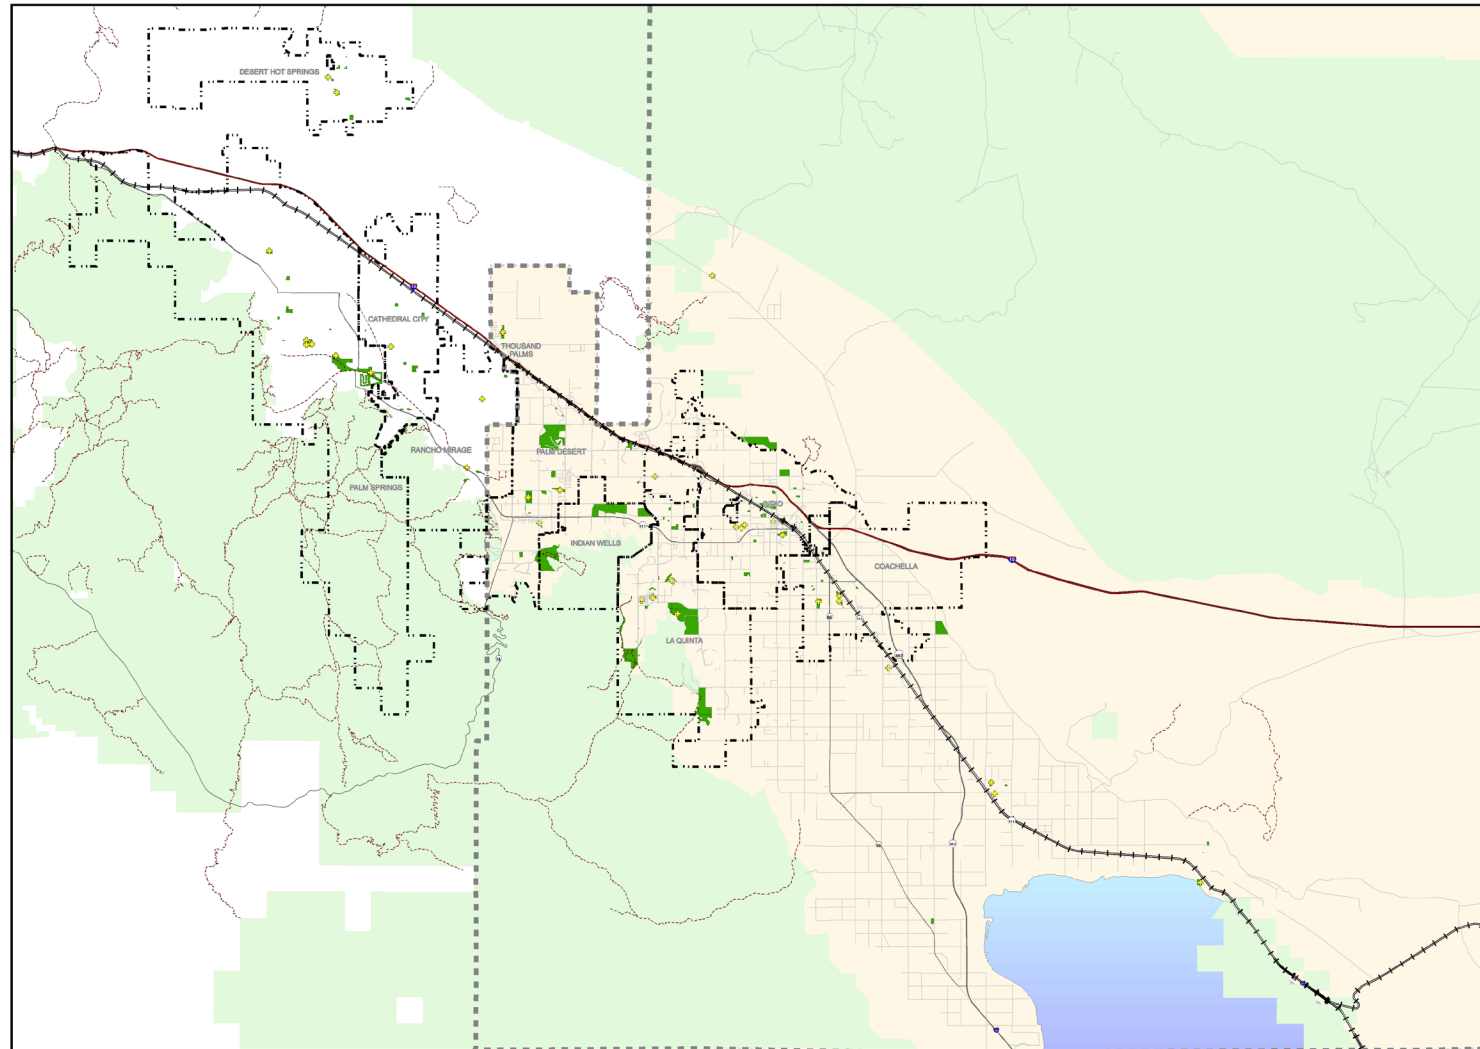 DESERT HOT SPRINGS
CATHEDRAL CITY
THOUSAND
PALMS
RANCHO MIRAGE
PALM DESERT
PALM SPRINGS
INDIO
INDIAN WELLS
COACHELLA
LA QUINTA